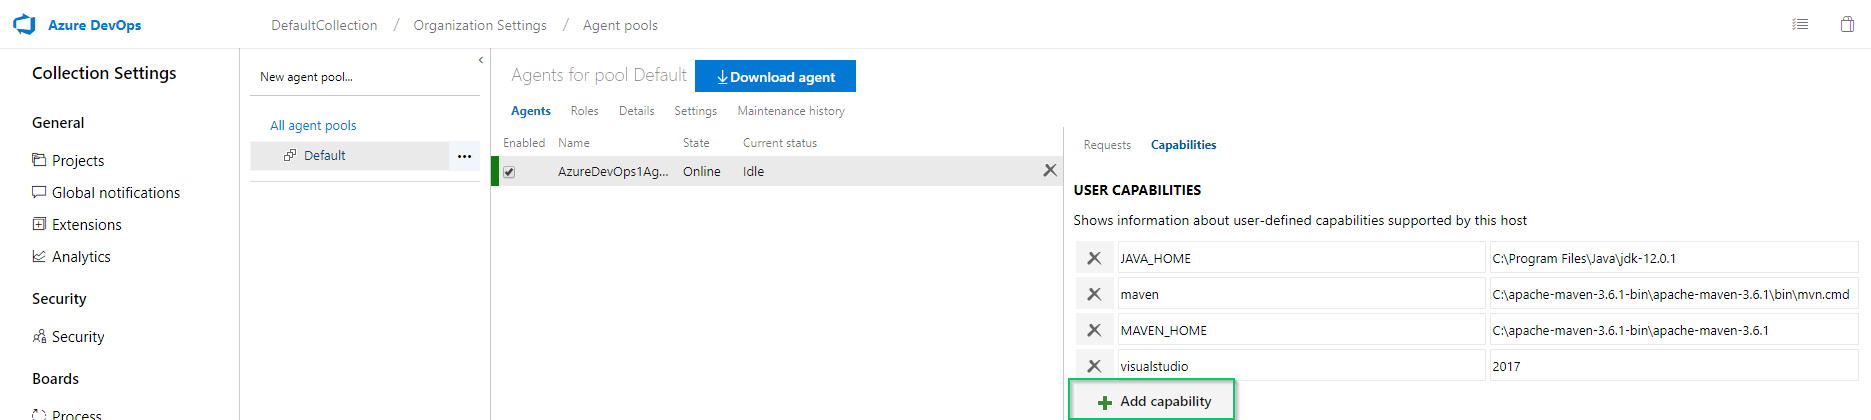 Azure DevOps
DefaultCollection / Organization Settings / Agent pools
Collection Settings
General
Projects
Global notifications
Extensions
Analytics
Security
Security
Boards
Process
New agent pool...
All agent pools
Default
Agents for pool Default
Download agent
Agents Roles Details Settings Maintenance history
Enabled Name State Current status
AzureDevOps1Ag... Online Idle
Requests Capabilities
USER CAPABILITIES
Shows information about user-defined capabilities supported by this host
JAVA_HOME C:\Program Files\Java\jdk-12.0.1
maven C:\apache-maven-3.6.1-bin\apache-maven-3.6.1\bin\mvn.cmd
MAVEN_HOME C:\apache-maven-3.6.1-bin\apache-maven-3.6.1
visualstudio 2017
Add capability